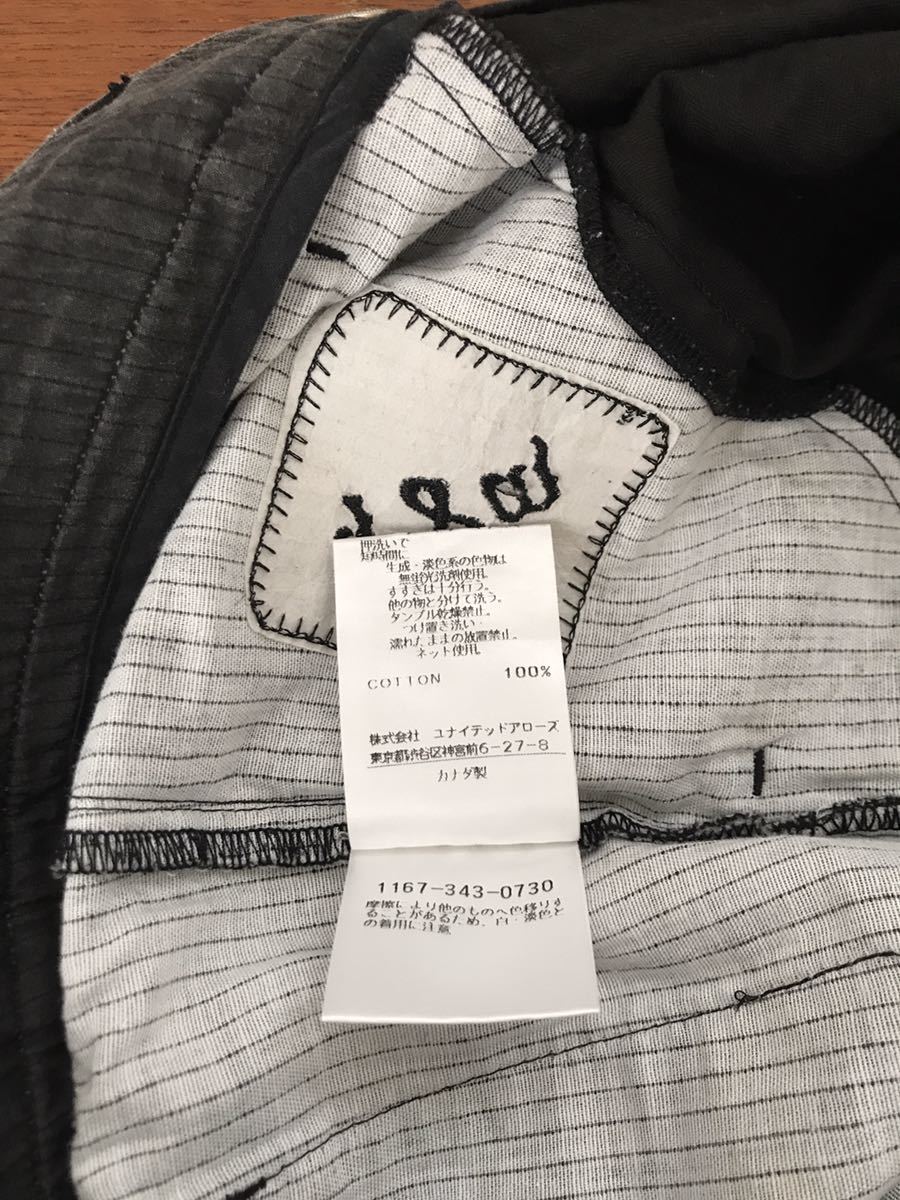 押洗いで
短時間に
生成・淡色系の色物は
無蛍光洗剤使用。
すすぎは十分行う。
他の物と分けて洗う。
タンブル乾燥禁止。
つけ置き洗い・
濡れたままの放置禁止。
ネット使用。
COTTON 100%
株式会社 ユナイテッドアローズ
東京都渋谷区神宮前6-27-8
カナダ製
1167-343-0730
摩擦により他のものへ色移りす
ることがあるため、白・淡色と
の着用に注意